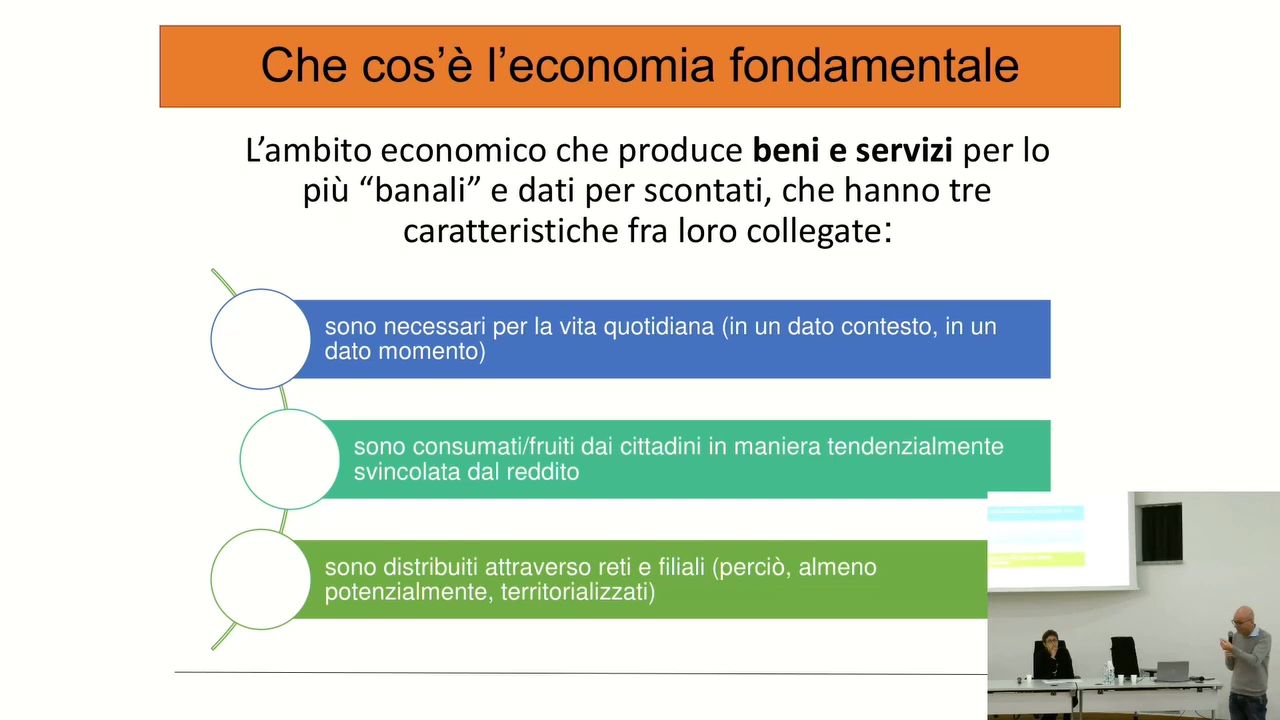 Che cos’è l’economia fondamentale
L’ambito economico che produce beni e servizi per lo
più “banali” e dati per scontati, che hanno tre
caratteristiche fra loro collegate:
sono necessari per la vita quotidiana (in un dato contesto, in un
dato momento)
sono consumati/fruiti dai cittadini in maniera tendenzialmente
svincolata dal reddito
sono distribuiti attraverso reti e filiali (perciò, almeno
potenzialmente, territorializzati)